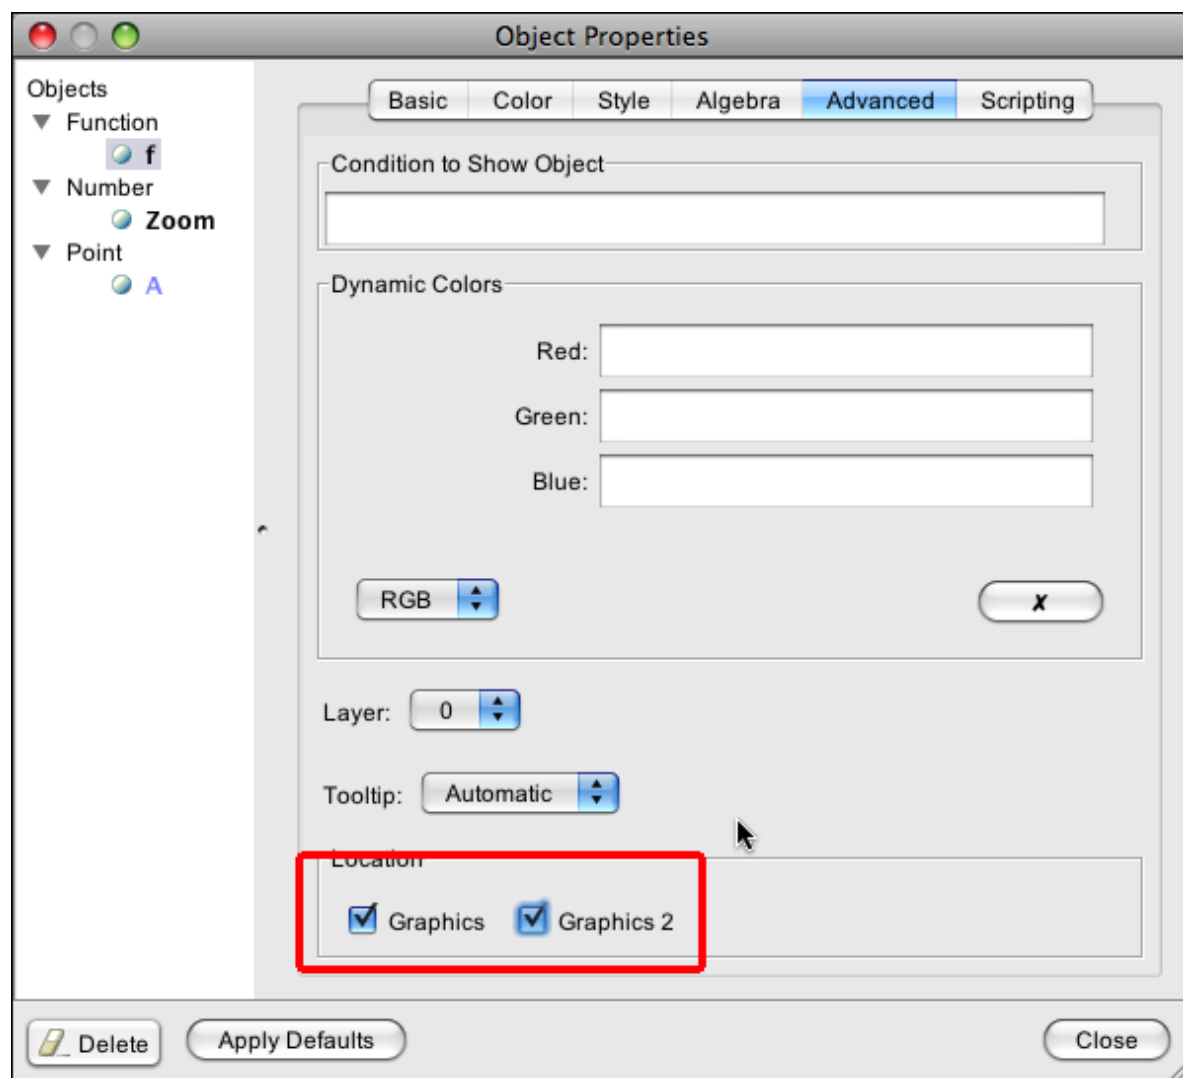 Object Properties
Objects
Function
f
Number
Zoom
Point
A
Basic Color Style Algebra Advanced Scripting
Condition to Show Object
Dynamic Colors
Red:
Green:
Blue:
RGB
x
Layer: 0
Tooltip: Automatic
Location
Graphics Graphics 2
Delete Apply Defaults Close